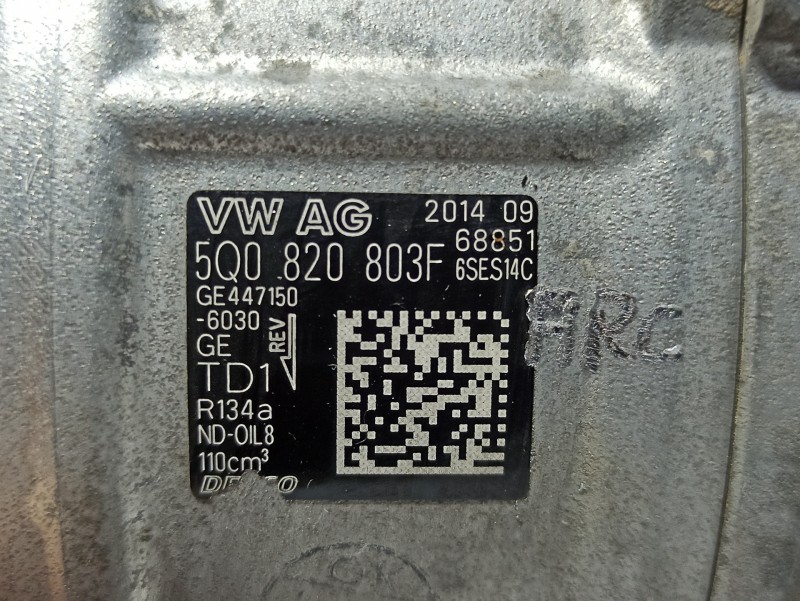 VW AG 2014 09
68851
5Q0 820 803F 6SES14C
GE447150
-6030
GE
REV
TD1
R134a
ND-OIL8
110cm³
ARC